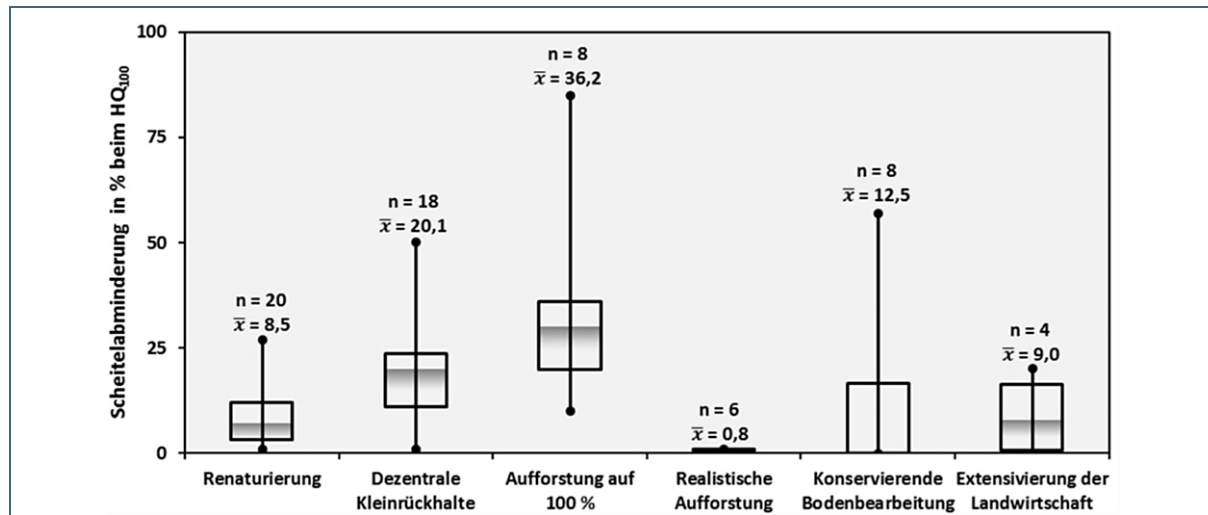 Scheitelabminderung in % beim HQ100
100
75
50
25
0
n = 20
x̅ = 8,5
n = 18
x̅ = 20,1
n = 8
x̅ = 36,2
n = 6
x̅ = 0,8
n = 8
x̅ = 12,5
n = 4
x̅ = 9,0
Renaturierung
Dezentrale
Kleinrückhalte
Aufforstung auf
100 %
Realistische
Aufforstung
Konservierende
Bodenbearbeitung
Extensivierung der
Landwirtschaft